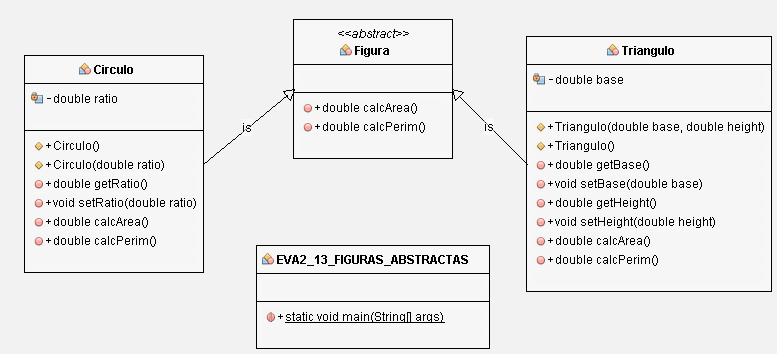 Circulo
- double ratio
+ Circulo()
+ Circulo(double ratio)
+ double getRatio()
+ void setRatio(double ratio)
+ double calcArea()
+ double calcPerim()
is
<<abstract>>
Figura
+ double calcArea()
+ double calcPerim()
is
Triangulo
- double base
+ Triangulo(double base, double height)
+ Triangulo()
+ double getBase()
+ void setBase(double base)
+ double getHeight()
+ void setHeight(double height)
+ double calcArea()
+ double calcPerim()
EVA2_13_FIGURAS_ABSTRACTAS
+ static void main(String[] args)